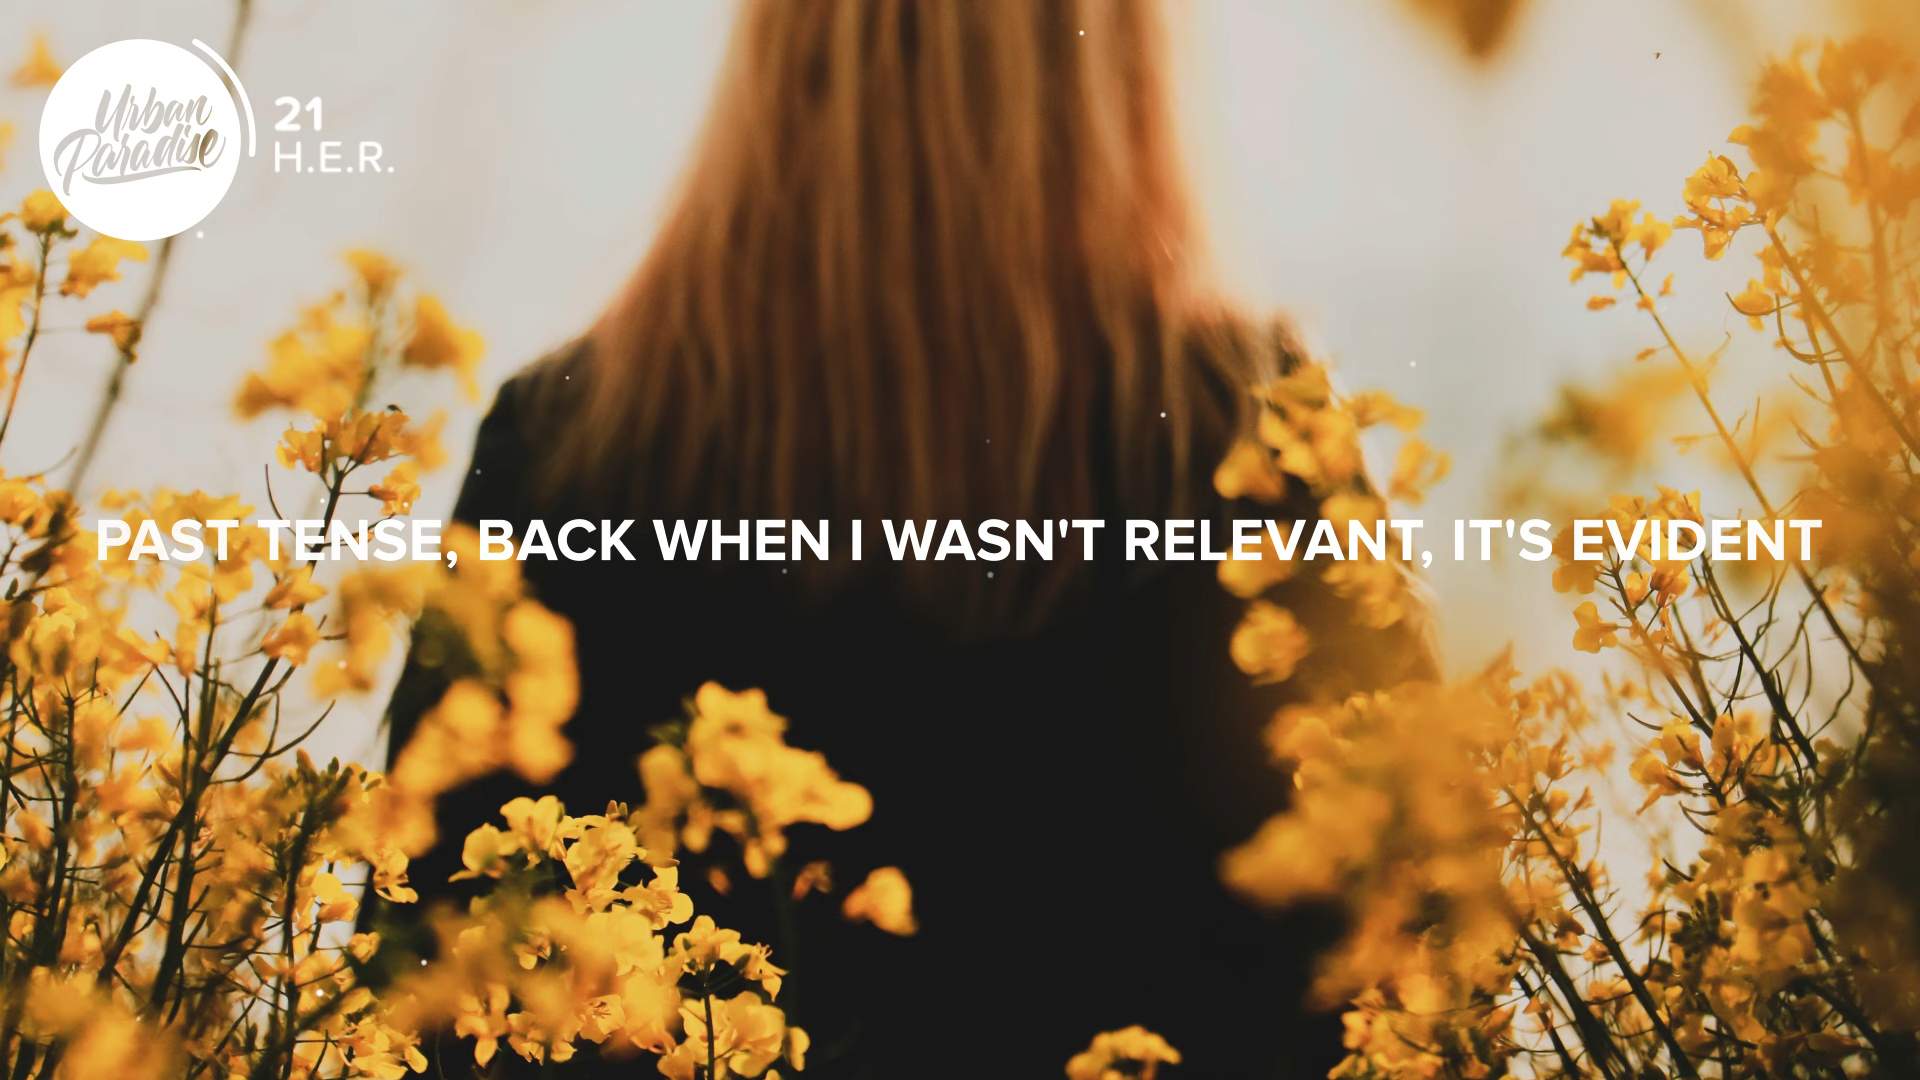 Urban
Paradise
21
H.E.R.
PAST TENSE, BACK WHEN I WASN'T RELEVANT, IT'S EVIDENT